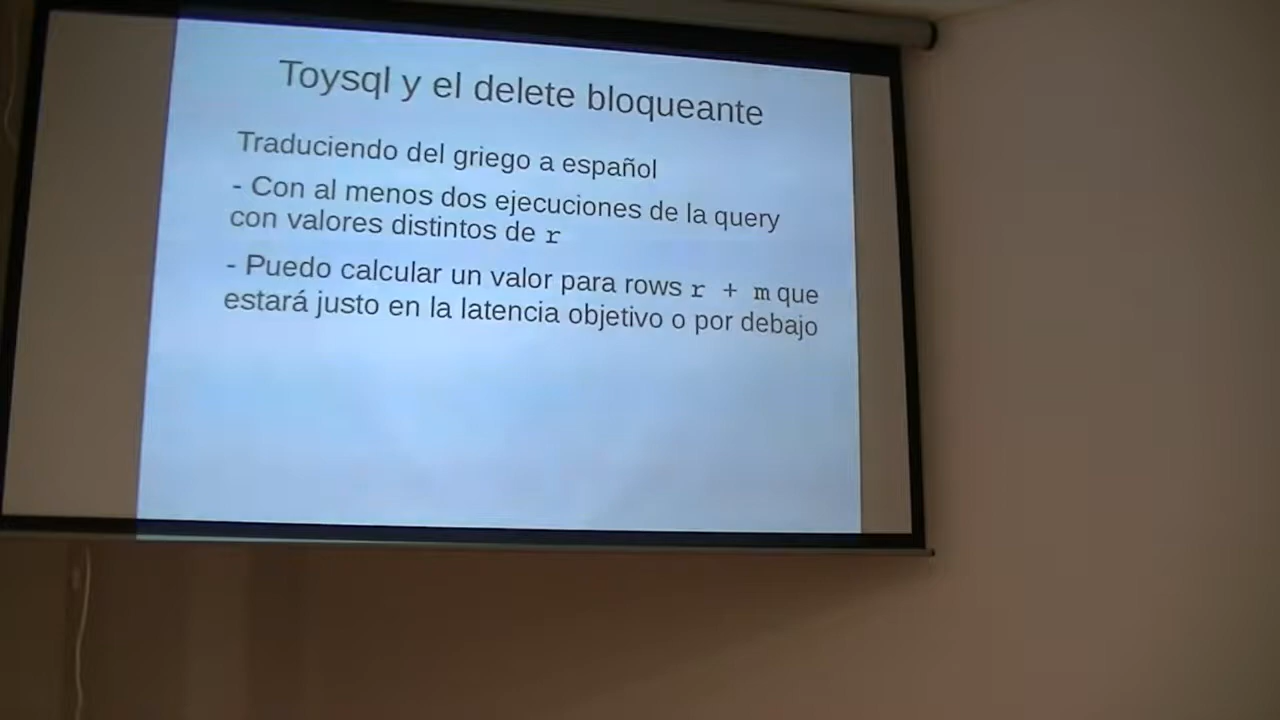 Toysql y el delete bloqueante
Traduciendo del griego a español
- Con al menos dos ejecuciones de la query
con valores distintos de r
- Puedo calcular un valor para rows r + m que
estará justo en la latencia objetivo o por debajo